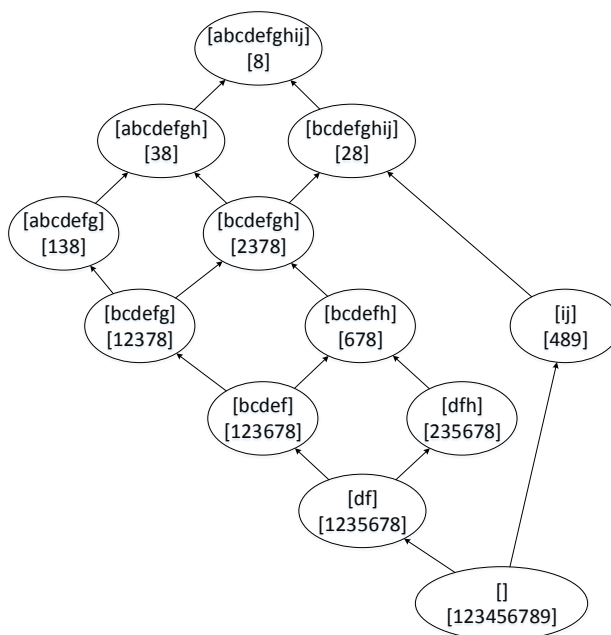 [abcdefghij]
[8]
[abcdefgh]
[38]
[bcdefghij]
[28]
[abcdefg]
[138]
[bcdefgh]
[2378]
[bcdefg]
[12378]
[bcdefh]
[678]
[ij]
[489]
[bcdef]
[123678]
[dfh]
[235678]
[df]
[1235678]
[]
[123456789]